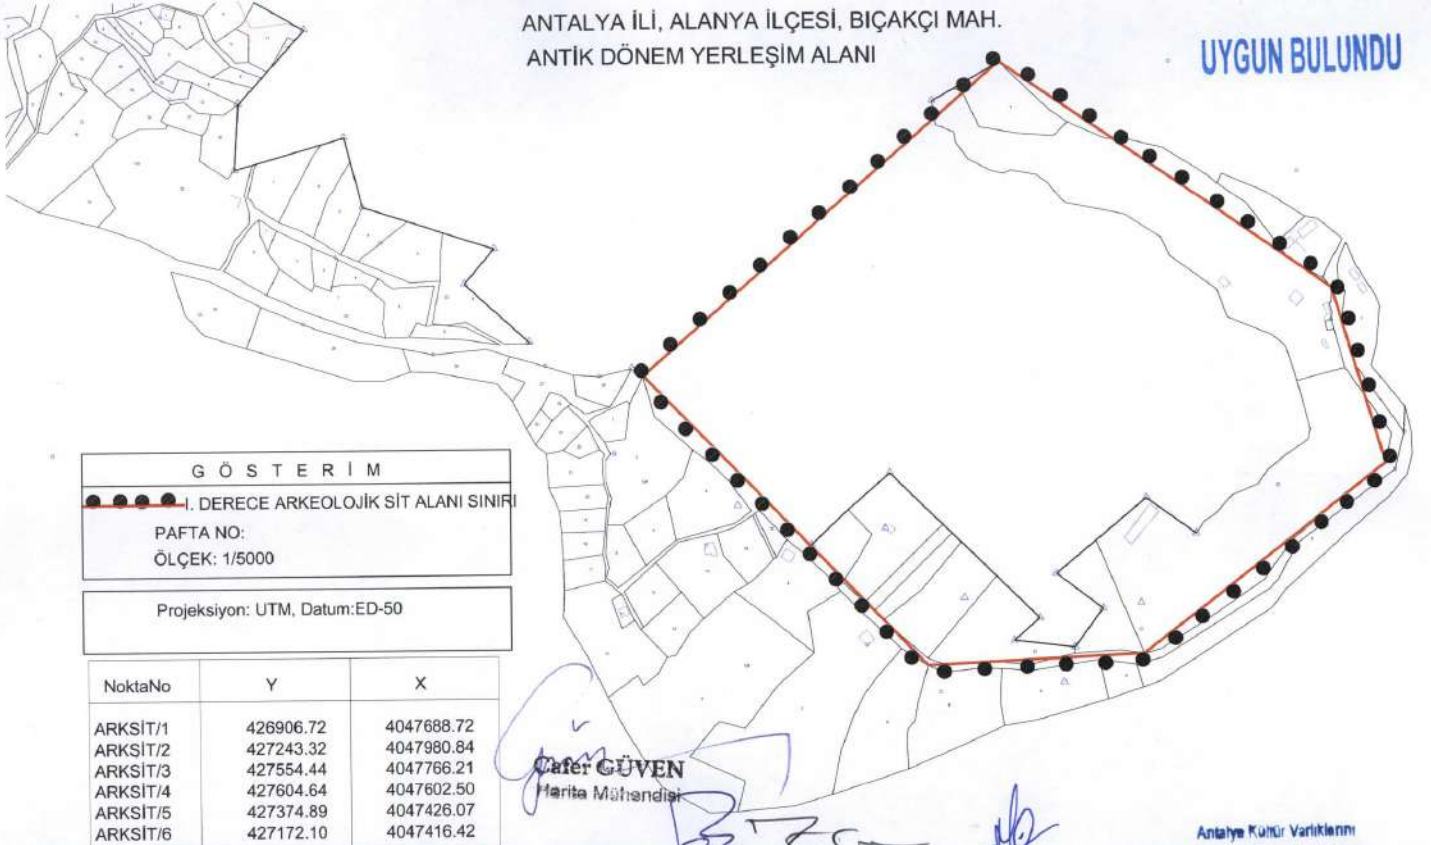 ANTALYA İLİ, ALANYA İLÇESİ, BIÇAKÇI MAH.
ANTİK DÖNEM YERLEŞİM ALANI
UYGUN BULUNDU
GÖSTERİM
I. DERECE ARKEOLOJİK SİT ALANI SINIRI
PAFTA NO:
ÖLÇEK: 1/5000
Projeksiyon: UTM, Datum:ED-50
NoktaNo Y X
ARKSİT/1 426906.72 4047688.72
ARKSİT/2 427243.32 4047980.84
ARKSİT/3 427554.44 4047766.21
ARKSİT/4 427604.64 4047602.50
ARKSİT/5 427374.89 4047426.07
ARKSİT/6 427172.10 4047416.42
Cafer GÜVEN
Harita Mühendisi
Antalya Kültür Varlıklarını